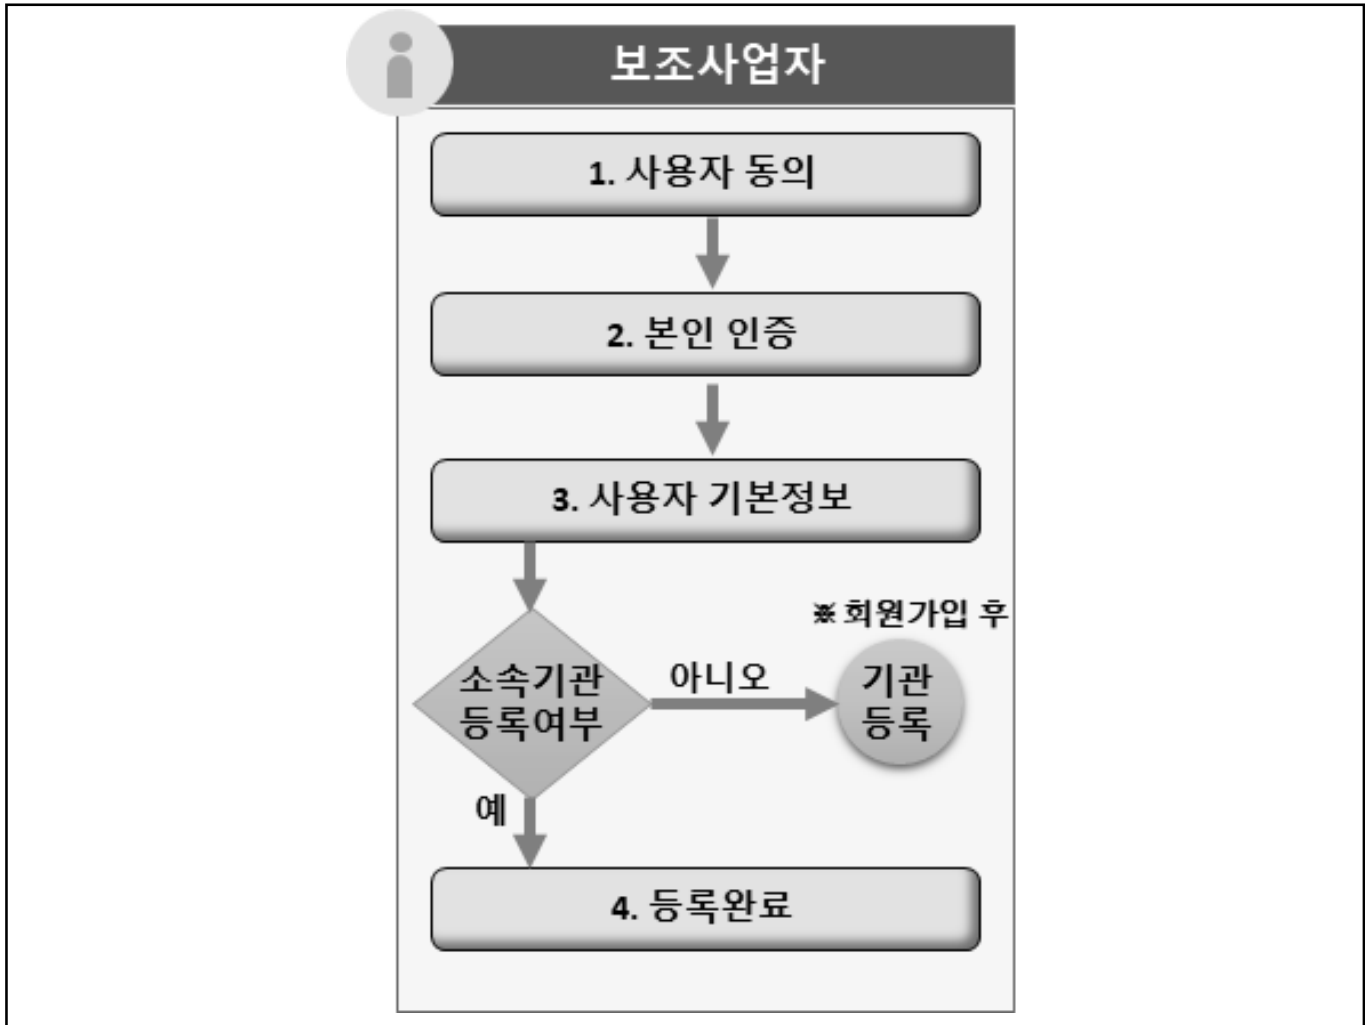 보조사업자
1. 사용자 동의
2. 본인 인증
3. 사용자 기본정보
※ 회원가입 후
소속기관
등록여부
아니오
기관
등록
예
4. 등록완료